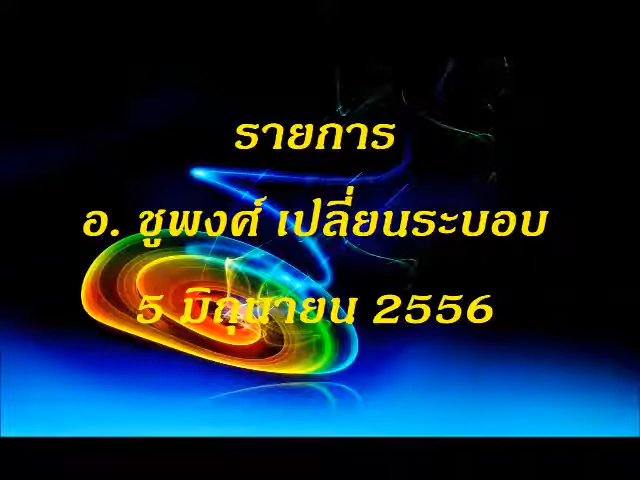 รายการ
อ. ชูพงศ์ เปลี่ยนระบอบ
5 มิถุนายน 2556